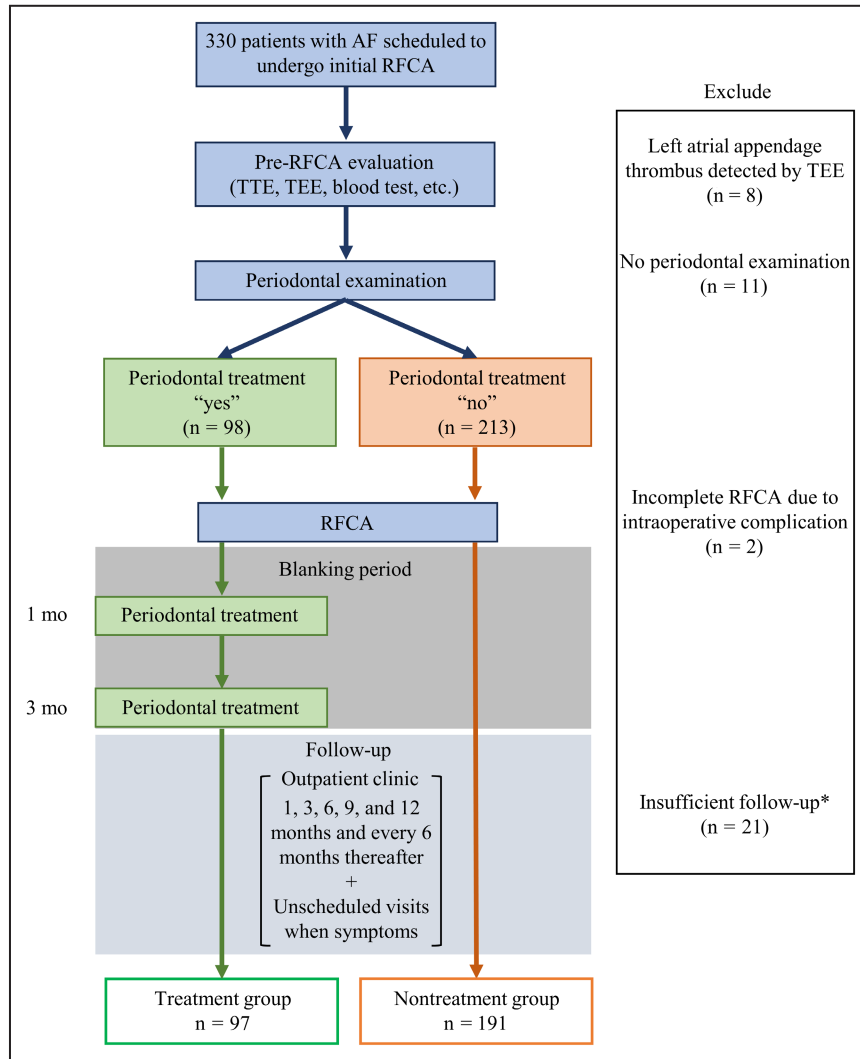 330 patients with AF scheduled to
undergo initial RFCA
Pre-RFCA evaluation
(TTE, TEE, blood test, etc.)
Periodontal examination
Periodontal treatment
“yes”
(n = 98)
Periodontal treatment
“no”
(n = 213)
RFCA
Blanking period
1 mo
Periodontal treatment
3 mo
Periodontal treatment
Follow-up
Outpatient clinic
1, 3, 6, 9, and 12
months and every 6
months thereafter
+
Unscheduled visits
when symptoms
Treatment group
n = 97
Nontreatment group
n = 191
Exclude
Left atrial appendage
thrombus detected by TEE
(n = 8)
No periodontal examination
(n = 11)
Incomplete RFCA due to
intraoperative complication
(n = 2)
Insufficient follow-up*
(n = 21)